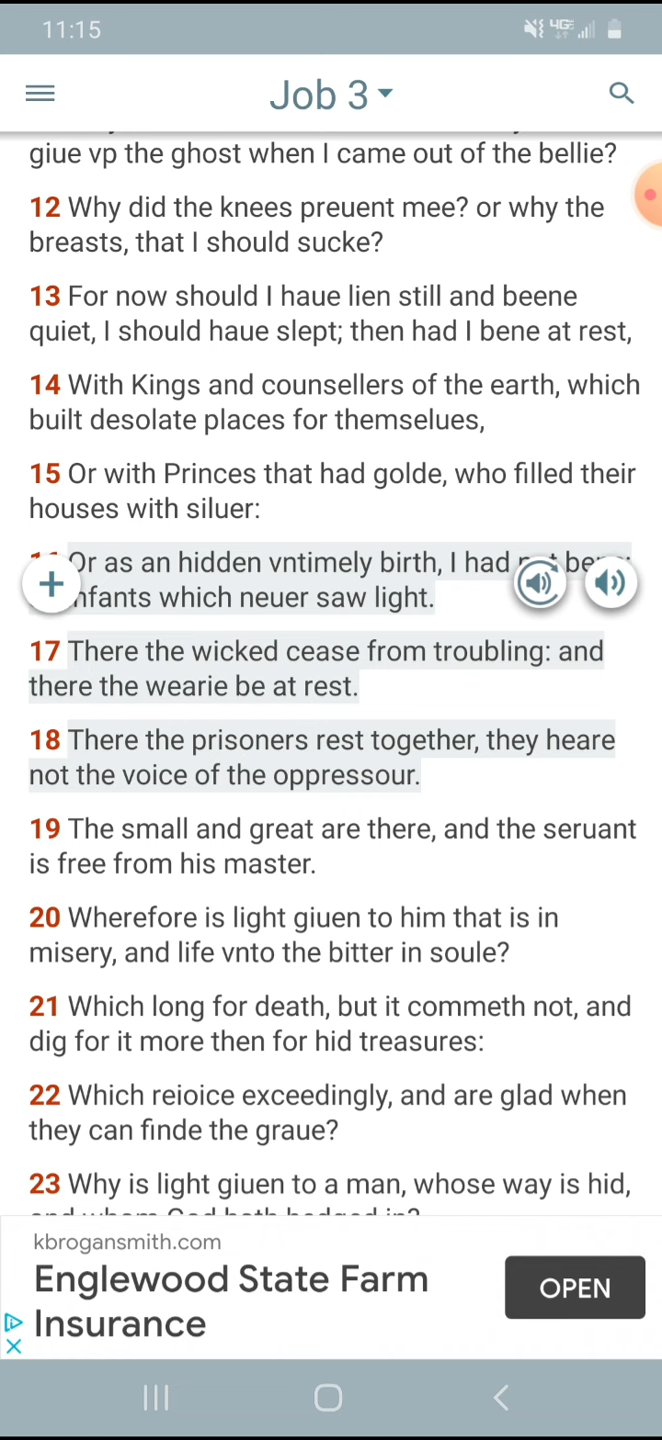 11:15
4GE
Job 3
giue vp the ghost when I came out of the bellie?
12 Why did the knees preuent mee? or why the
breasts, that I should sucke?
13 For now should I haue lien still and beene
quiet, I should haue slept; then had I bene at rest,
14 With Kings and counsellers of the earth, which
built desolate places for themselues,
15 Or with Princes that had golde, who filled their
houses with siluer:
Or as an hidden vntimely birth, I had
which neuer saw light.
17 There the wicked cease from troubling: and
there the wearie be at rest.
18 There the prisoners rest together, they heare
not the voice of the oppressour.
19 The small and great are there, and the seruant
is free from his master.
20 Wherefore is light giuen to him that is in
misery, and life vnto the bitter in soule?
21 Which long for death, but it commeth not, and
dig for it more then for hid treasures:
22 Which reioice exceedingly, and are glad when
they can finde the graue?
23 Why is light giuen to a man, whose way is hid,
kbrogansmith.com
Englewood State Farm
Insurance
OPEN